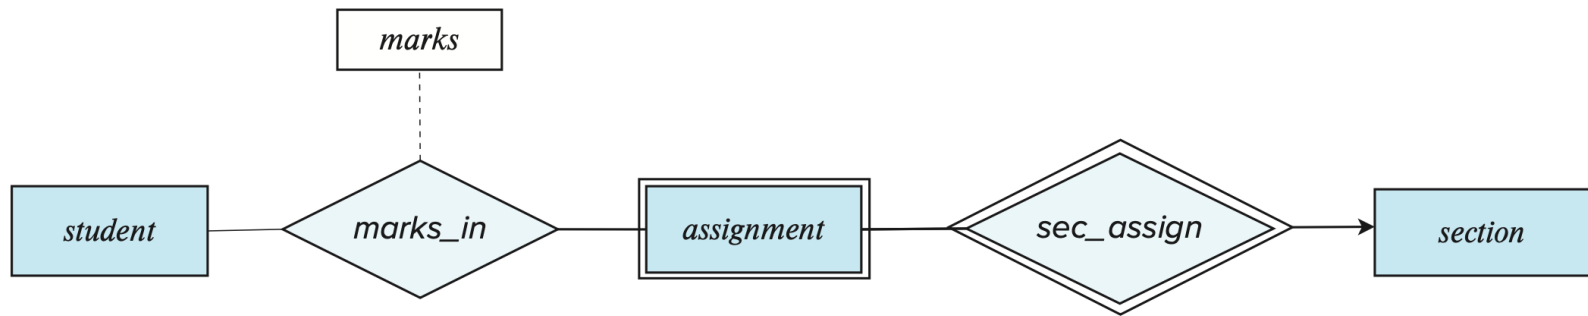 marks
student
marks_in
assignment
sec_assign
section